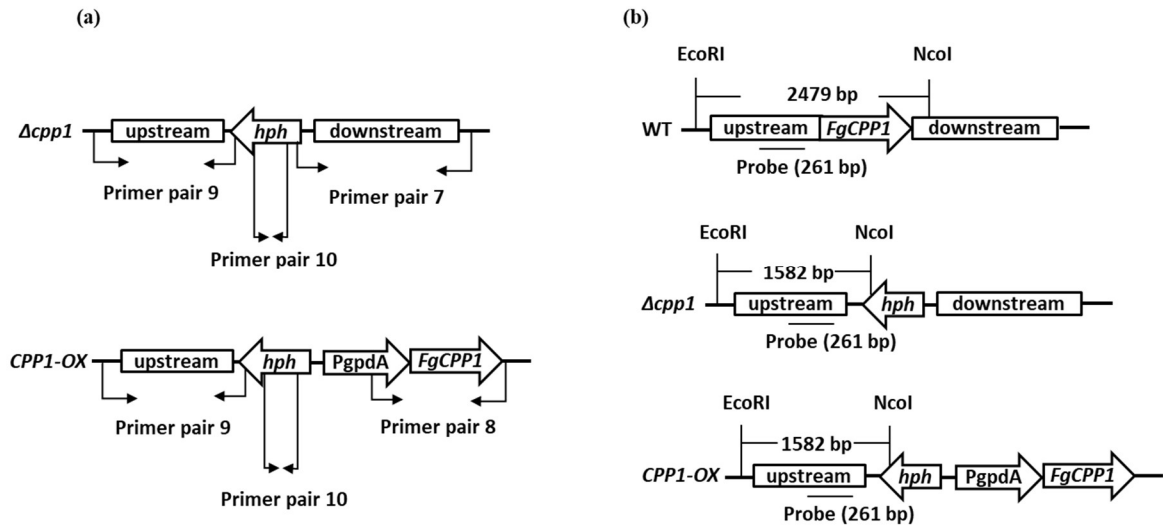 (a)
Δcpp1
upstream
hph
downstream
Primer pair 9
Primer pair 7
Primer pair 10
CPP1-OX
upstream
hph
PgpdA
FgCPP1
Primer pair 9
Primer pair 8
Primer pair 10
(b)
EcoRI
NcoI
2479 bp
WT
upstream
FgCPP1
downstream
Probe (261 bp)
EcoRI
NcoI
1582 bp
Δcpp1
upstream
hph
downstream
Probe (261 bp)
EcoRI
NcoI
1582 bp
CPP1-OX
upstream
hph
PgpdA
FgCPP1
Probe (261 bp)